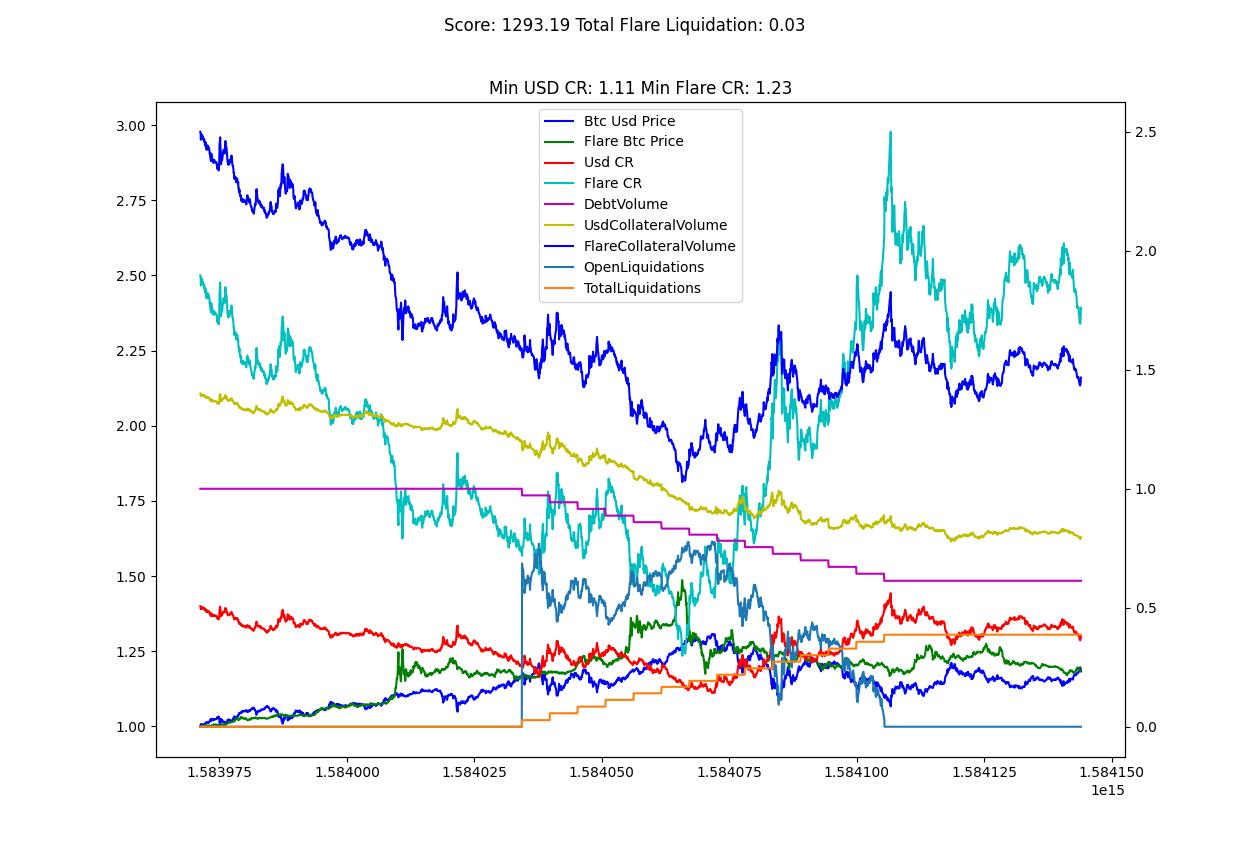 Score: 1293.19 Total Flare Liquidation: 0.03
Min USD CR: 1.11 Min Flare CR: 1.23
Btc Usd Price
Flare Btc Price
Usd CR
Flare CR
DebtVolume
UsdCollateralVolume
FlareCollateralVolume
OpenLiquidations
TotalLiquidations
3.00
2.75
2.50
2.25
2.00
1.75
1.50
1.25
1.00
2.5
2.0
1.5
1.0
0.5
0.0
1.583975 1.584000 1.584025 1.584050 1.584075 1.584100 1.584125 1.584150
1e15